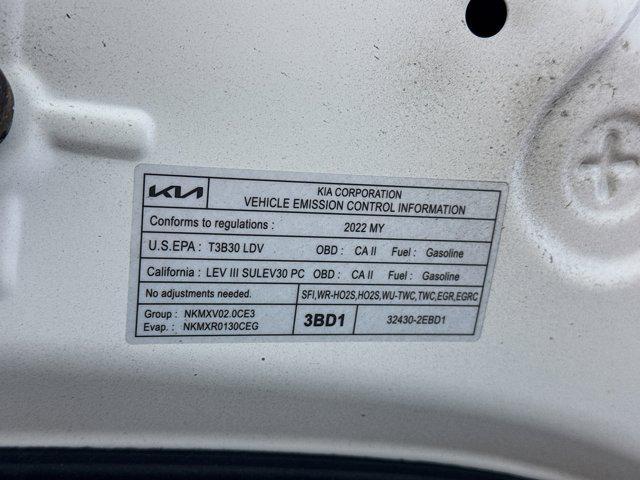 KIA
KIA CORPORATION
VEHICLE EMISSION CONTROL INFORMATION
Conforms to regulations : 2022 MY
U.S.EPA : T3B30 LDV OBD : CA II Fuel : Gasoline
California : LEV III SULEV30 PC OBD : CA II Fuel : Gasoline
No adjustments needed. SFI,WR-HO2S,HO2S,WU-TWC,TWC,EGR,EGRC
Group : NKMXV02.0CE3
Evap. : NKMXR0130CEG
3BD1
32430-2EBD1